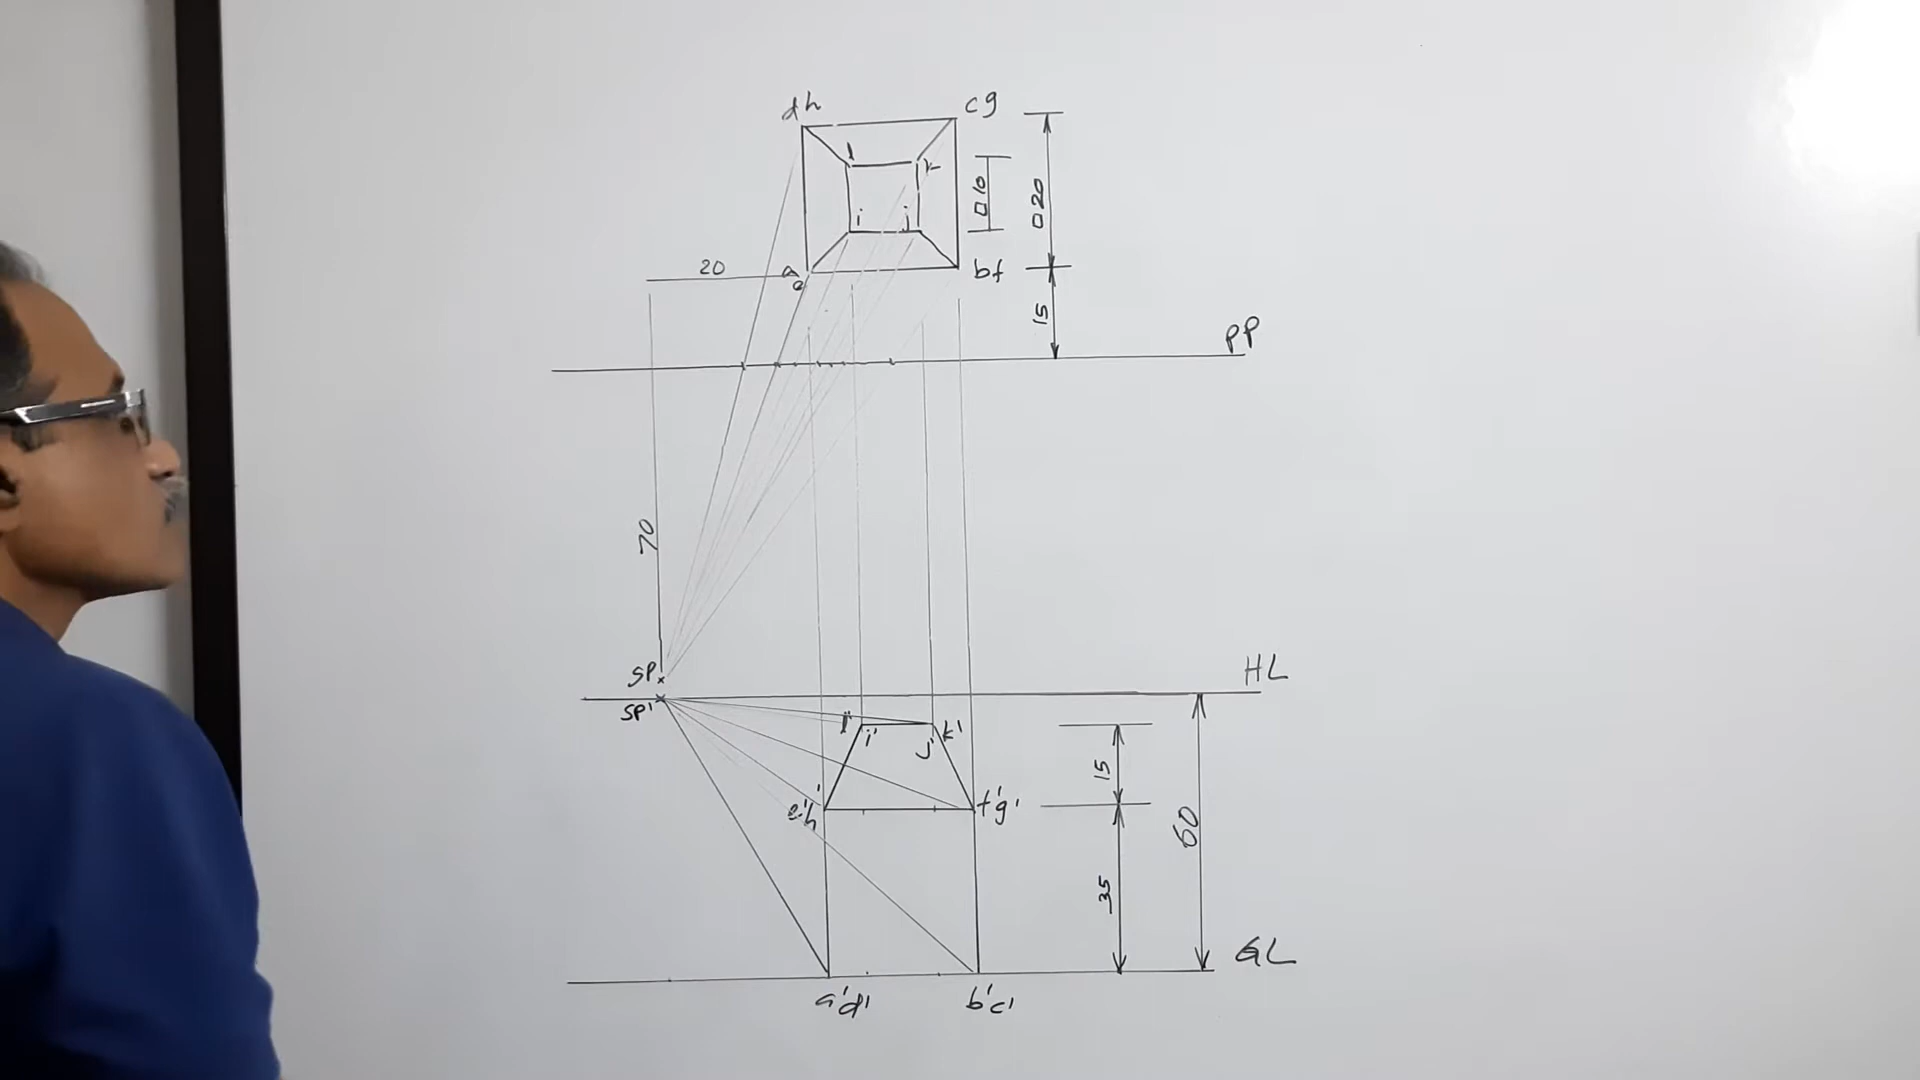 dh cg
l k
□10 □20
i j
20 a bf
e
15
PP
70
SP HL
SP'
l' i' j' k'
15
e'h' f'g'
60
35
GL
a'd' b'c'